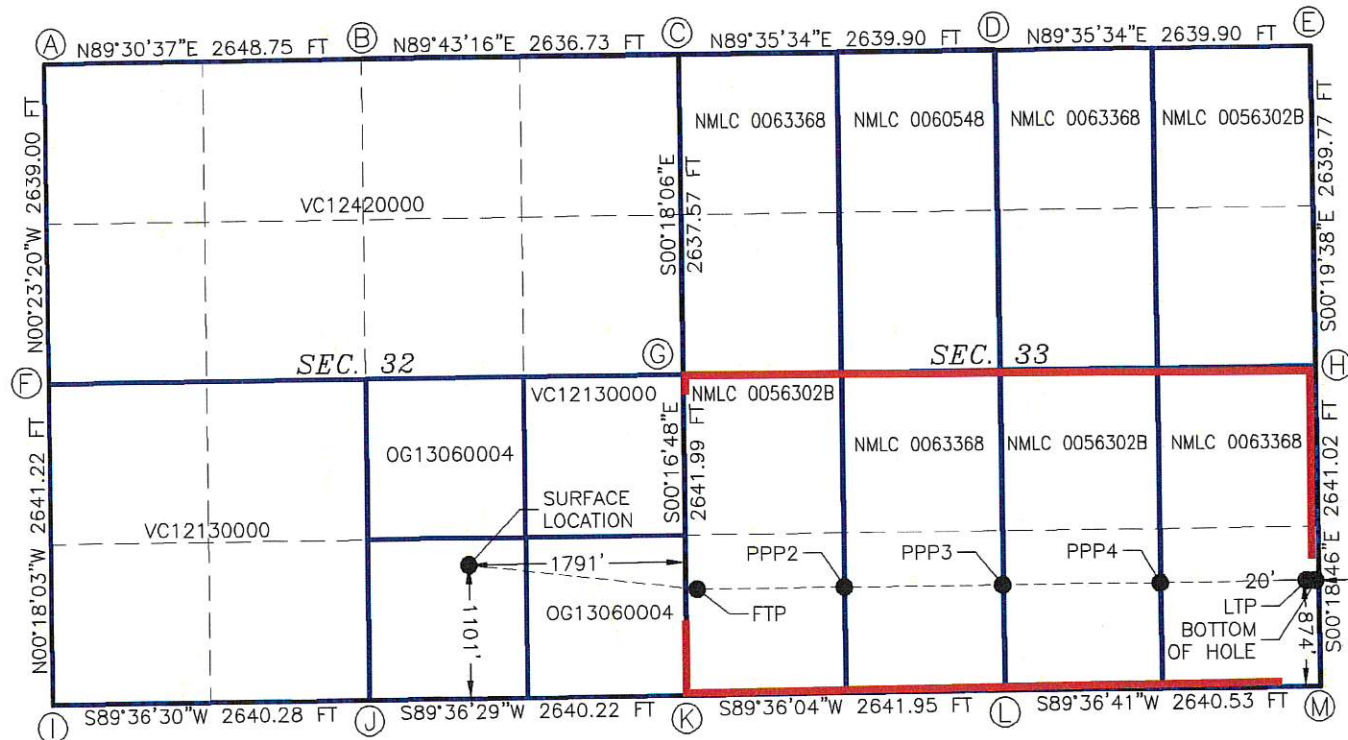 A
N89°30'37"E 2648.75 FT
B
N89°43'16"E 2636.73 FT
C
N89°35'34"E 2639.90 FT
D
N89°35'34"E 2639.90 FT
E
N00°23'20"W 2639.00 FT
VC12420000
S00°18'06"E
2637.57 FT
NMLC 0063368
NMLC 0060548
NMLC 0063368
NMLC 0056302B
S00°19'38"E 2639.77 FT
F
SEC. 32
G
SEC. 33
H
N00°18'03"W 2641.22 FT
VC12130000
OG13060004
VC12130000
S00°16'48"E
2641.99 FT
NMLC 0056302B
NMLC 0063368
NMLC 0056302B
NMLC 0063368
S00°18'46"E 2641.02 FT
SURFACE
LOCATION
1791'
1101'
OG13060004
FTP
PPP2
PPP3
PPP4
20'
LTP
BOTTOM
OF HOLE
874'
I
S89°36'30"W 2640.28 FT
J
S89°36'29"W 2640.22 FT
K
S89°36'04"W 2641.95 FT
L
S89°36'41"W 2640.53 FT
M